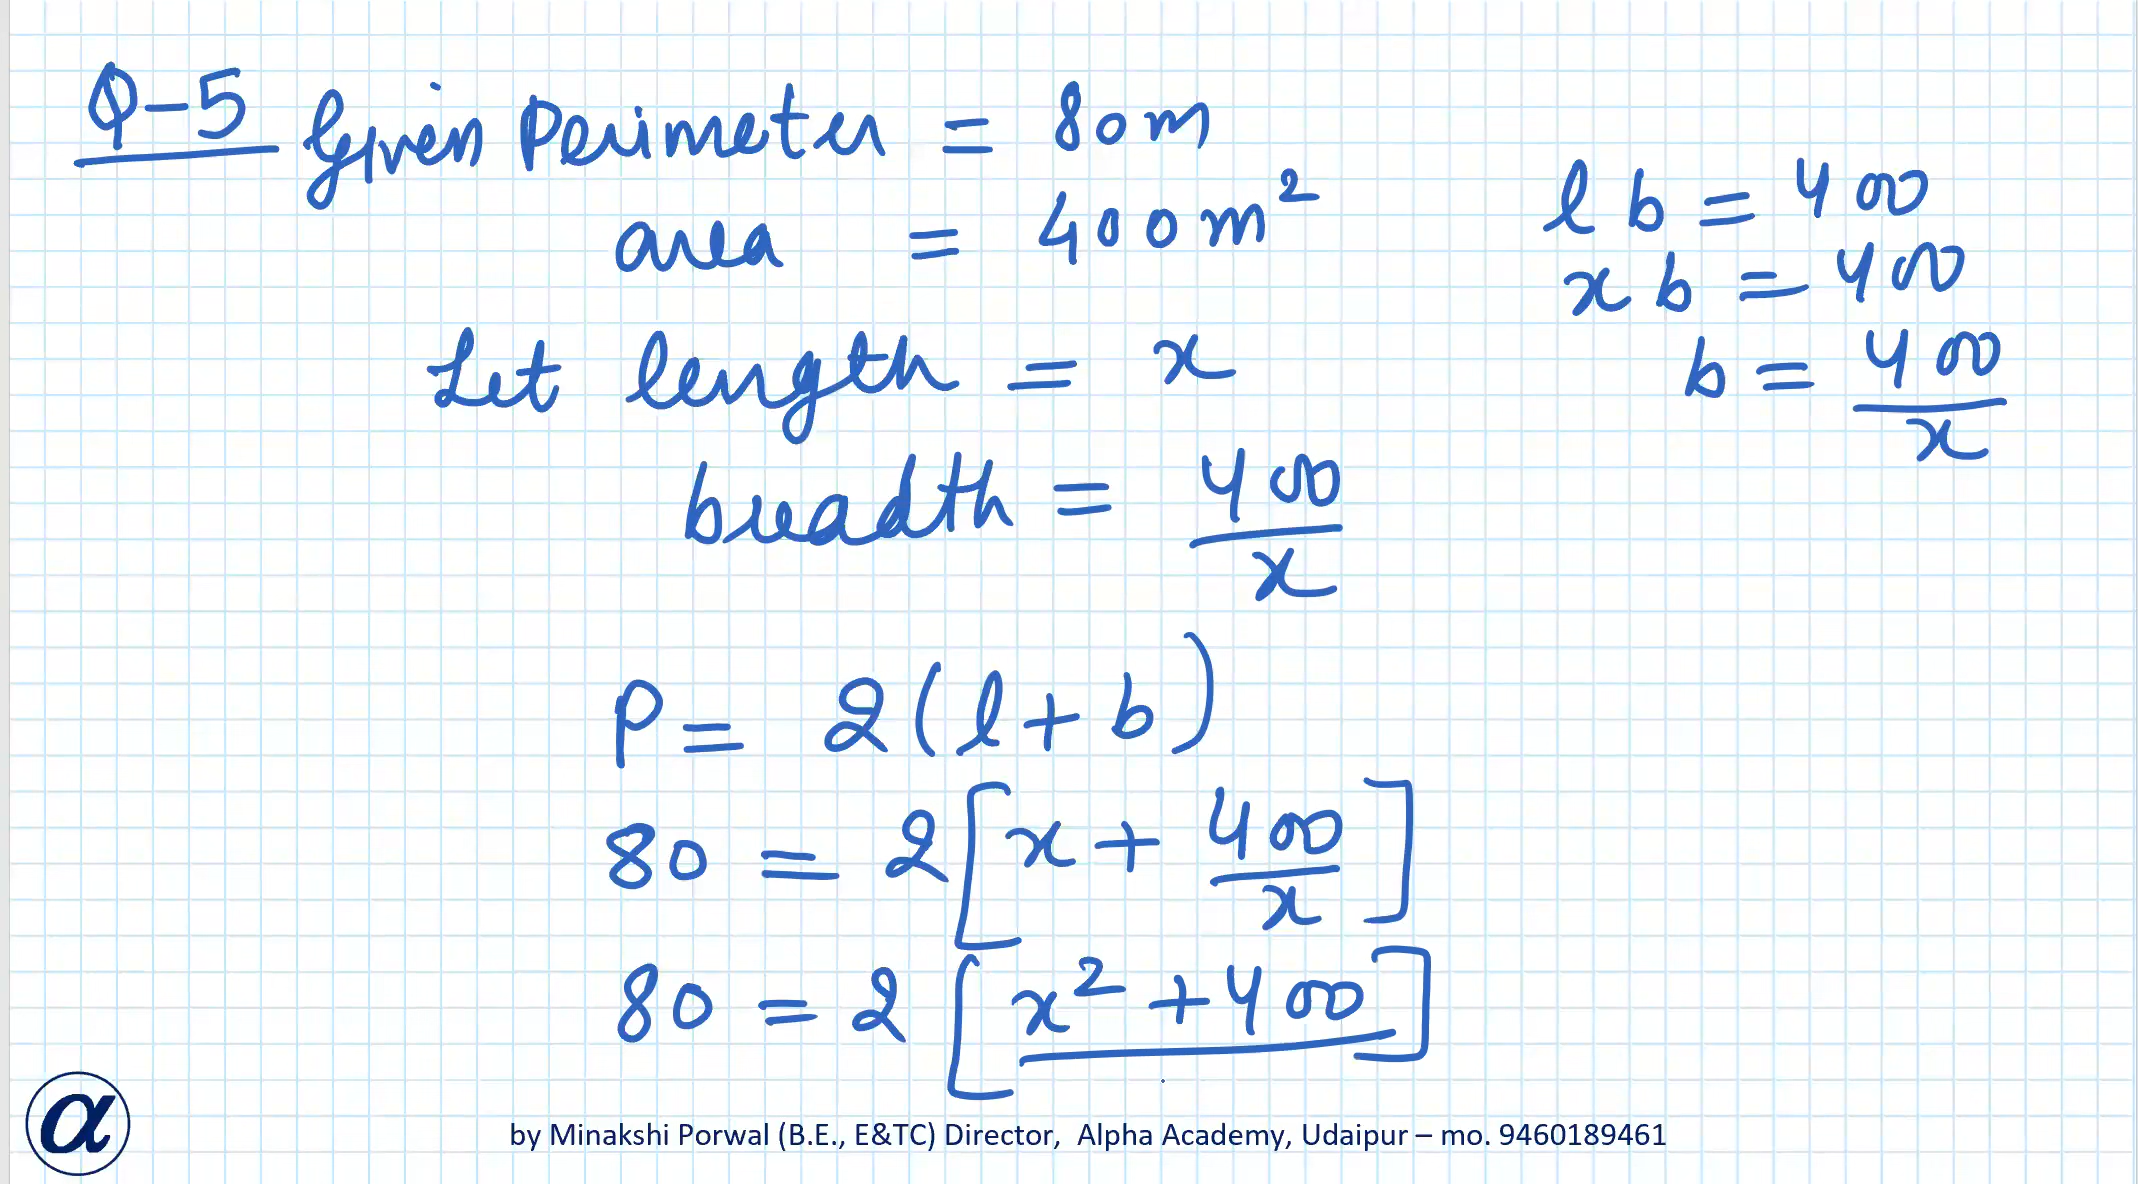 Q-5 Given Perimeter = 80m
area = 400m²
Let length = x
breadth = 400/x
lb = 400
xb = 400
b = 400/x
P = 2(l+b)
80 = 2[x + 400/x]
80 = 2[x² + 400]
α
by Minakshi Porwal (B.E., E&TC) Director, Alpha Academy, Udaipur – mo. 9460189461